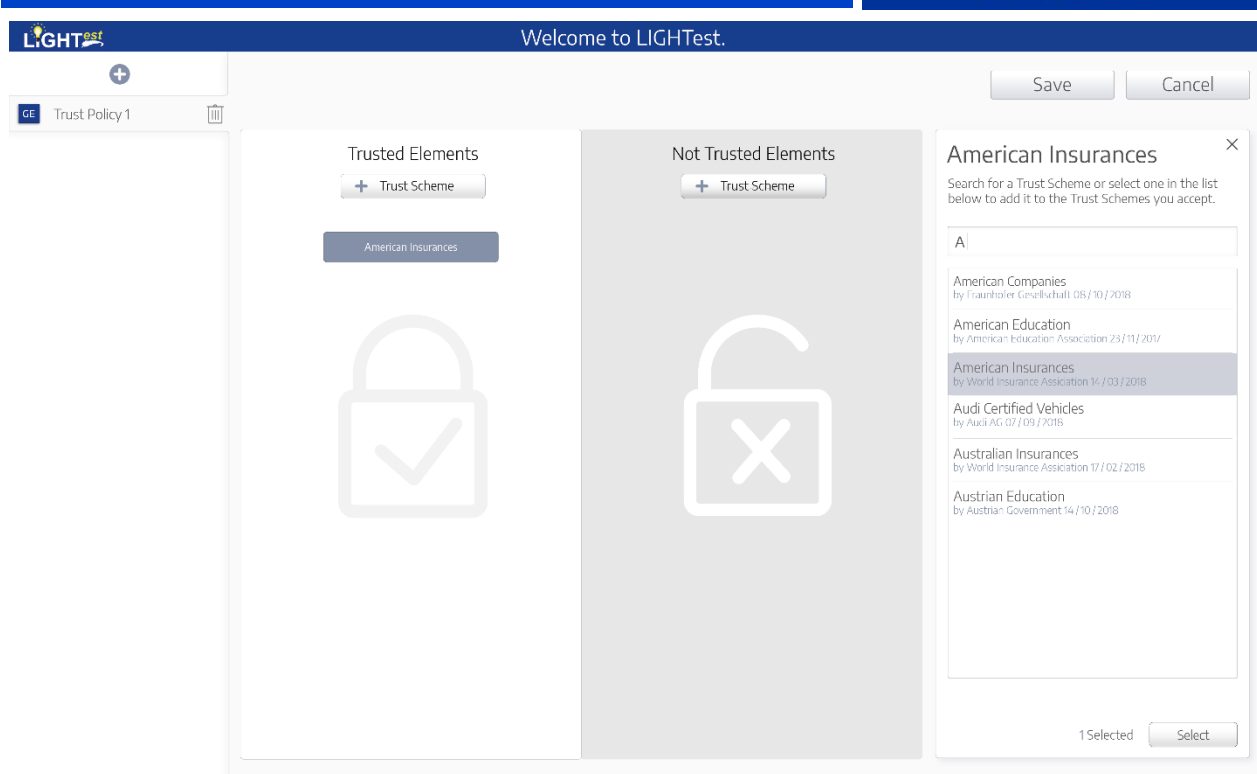 LIGHTest
Welcome to LIGHTest.
Save
Cancel
GE Trust Policy 1
Trusted Elements
+ Trust Scheme
American Insurances
Not Trusted Elements
+ Trust Scheme
American Insurances
Search for a Trust Scheme or select one in the list
below to add it to the Trust Schemes you accept.
A
American Companies
by Fraunhofer Gesellschaft 08 / 10 / 2018
American Education
by American Education Association 23 / 11 / 2017
American Insurances
by World Insurance Assiciation 14 / 03 / 2018
Audi Certified Vehicles
by Audi AG 07 / 09 / 2018
Australian Insurances
by World Insurance Assiciation 17 / 02 / 2018
Austrian Education
by Austrian Government 14 / 10 / 2018
1 Selected
Select